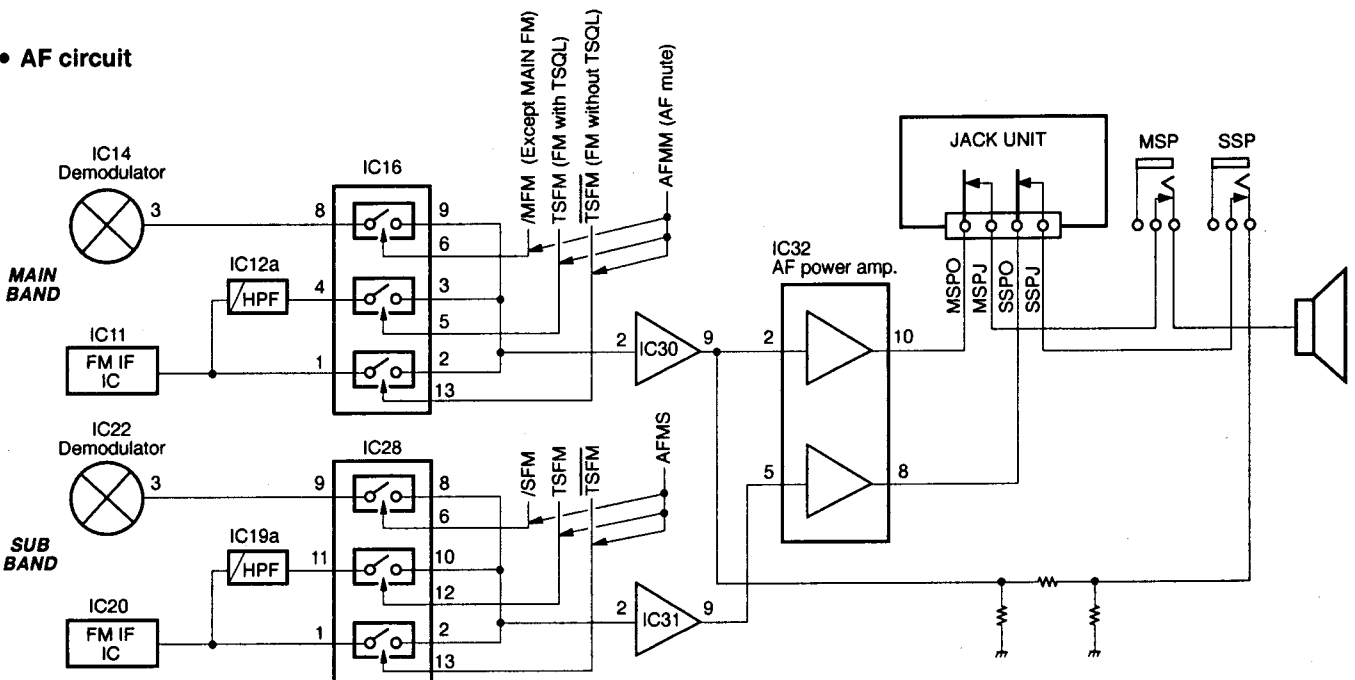 • AF circuit
IC14
Demodulator
3
MAIN
BAND
IC12a
HPF
IC11
FM IF
IC
IC16
8
9
6
4
3
5
1
2
13
/MFM (Except MAIN FM)
TSFM (FM with TSQL)
TSFM (FM without TSQL)
AFMM (AF mute)
2
IC30
9
IC32
AF power amp.
2
10
5
8
JACK UNIT
MSPO
MSPJ
SSPO
SSPJ
MSP
SSP
IC22
Demodulator
3
SUB
BAND
IC19a
HPF
IC20
FM IF
IC
IC28
9
8
6
11
10
12
1
2
13
/SFM
TSFM
TSFM
AFMS
2
IC31
9